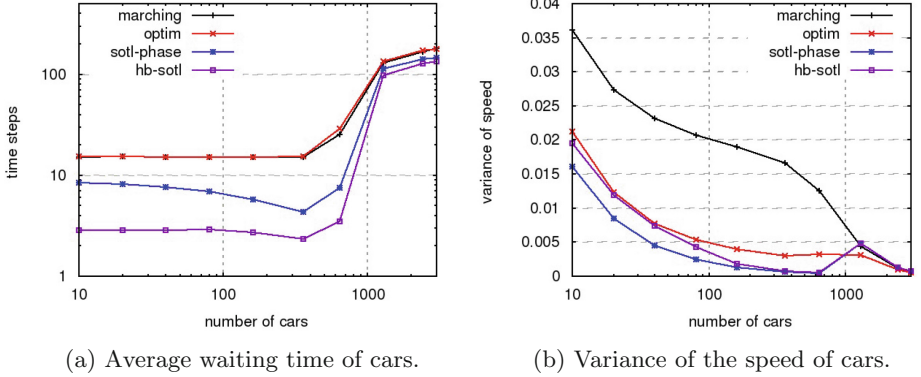 marching
optim
sotl-phase
hb-sotl
100
10
1
time steps
10
100
1000
number of cars
(a) Average waiting time of cars.
marching
optim
sotl-phase
hb-sotl
0.04
0.035
0.03
0.025
0.02
0.015
0.01
0.005
0
variance of speed
10
100
1000
number of cars
(b) Variance of the speed of cars.